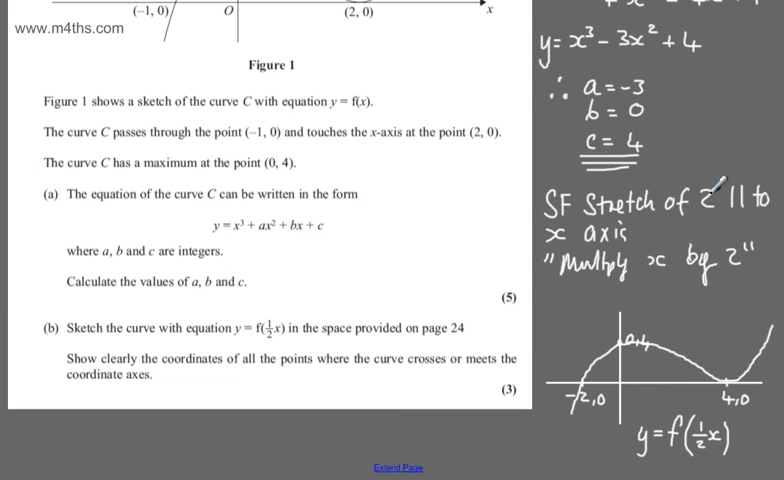 (−1, 0)
O
(2, 0)
x
www.m4ths.com
Figure 1
Figure 1 shows a sketch of the curve C with equation y = f(x).
The curve C passes through the point (−1, 0) and touches the x-axis at the point (2, 0).
The curve C has a maximum at the point (0, 4).
(a) The equation of the curve C can be written in the form
y = x³ + ax² + bx + c
where a, b and c are integers.
Calculate the values of a, b and c.
(5)
(b) Sketch the curve with equation y = f(½x) in the space provided on page 24
Show clearly the coordinates of all the points where the curve crosses or meets the
coordinate axes.
(3)
y = x³ − 3x² + 4
∴ a = −3
b = 0
c = 4
SF Stretch of 2 || to
x axis
"Multiply x by 2"
0,4
−2,0
4,0
y = f(½x)
Extend Page